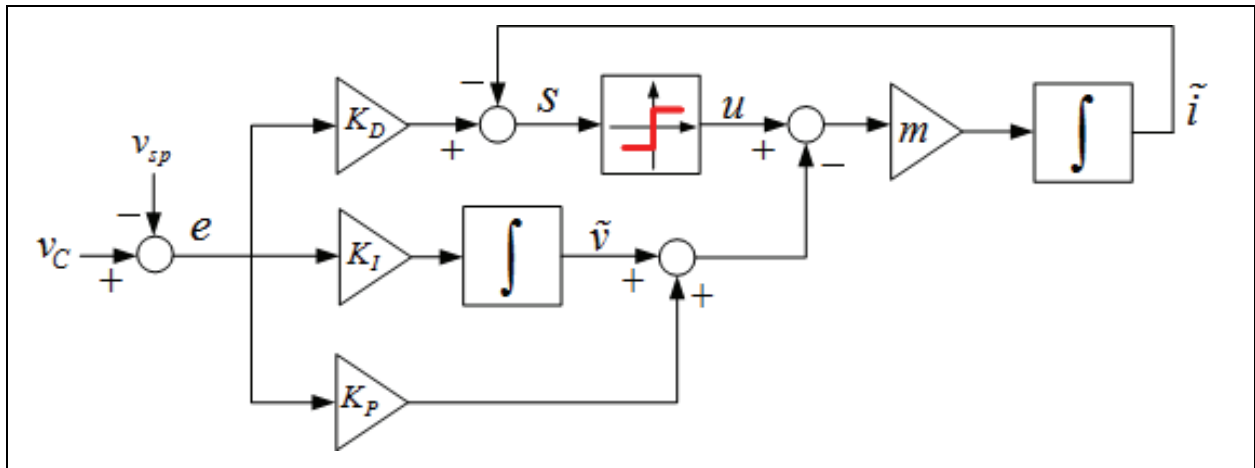 K_D
−
+
s
u
+
−
m
∫
ĩ
v_sp
−
v_C
+
e
K_I
∫
ṽ
+
+
K_P